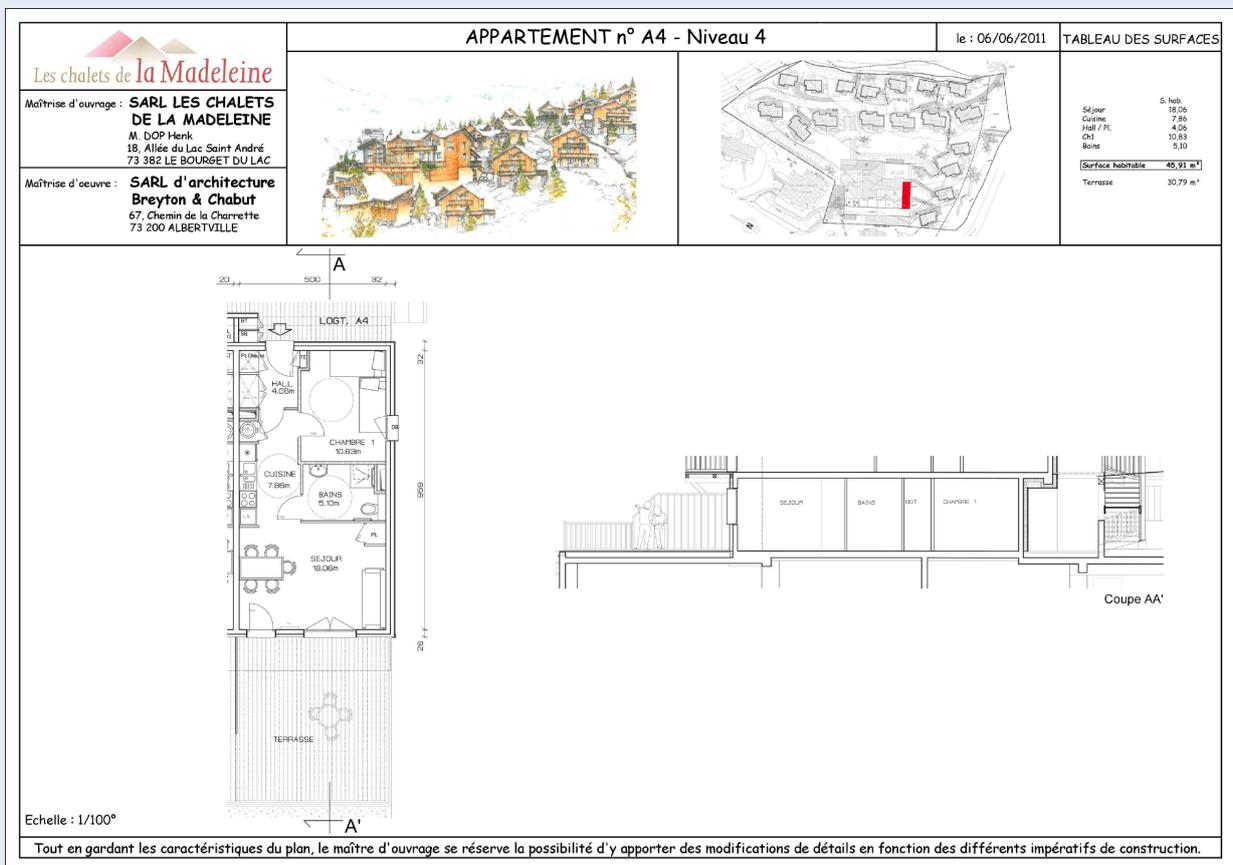 Les chalets de la Madeleine
APPARTEMENT n° A4 - Niveau 4
le : 06/06/2011
TABLEAU DES SURFACES
Maîtrise d'ouvrage : SARL LES CHALETS
DE LA MADELEINE
M. DOP Henk
18, Allée du Lac Saint André
73 382 LE BOURGET DU LAC
Maîtrise d'oeuvre : SARL d'architecture
Breyton & Chabut
67, Chemin de la Charrette
73 200 ALBERTVILLE
S. hab.
Séjour 18,06
Cuisine 7,86
Hall / Pl. 4,06
Ch1 10,83
Bains 5,10
Surface habitable 45,91 m²
Terrasse 30,79 m²
A
20 500 32
LOGT. A4
BT
32
HALL
4.06m
CHAMBRE 1
10.83m
CUISINE
7.86m
BAINS
5.10m
LV
PL
959
SEJOUR
18.06m
26
TERRASSE
A'
SEJOUR BAINS DGT CHAMBRE 1
Coupe AA'
Echelle : 1/100°
Tout en gardant les caractéristiques du plan, le maître d'ouvrage se réserve la possibilité d'y apporter des modifications de détails en fonction des différents impératifs de construction.